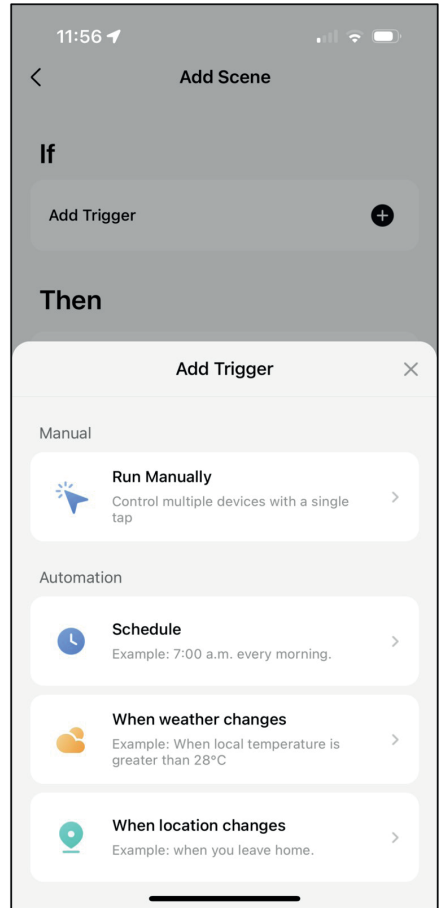 11:56
Add Scene
If
Add Trigger
Then
Add Trigger
Manual
Run Manually
Control multiple devices with a single
tap
Automation
Schedule
Example: 7:00 a.m. every morning.
When weather changes
Example: When local temperature is
greater than 28°C
When location changes
Example: when you leave home.